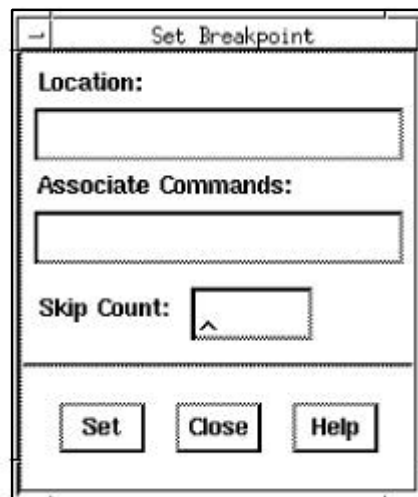 Set Breakpoint
Location:
Associate Commands:
Skip Count:
Set Close Help